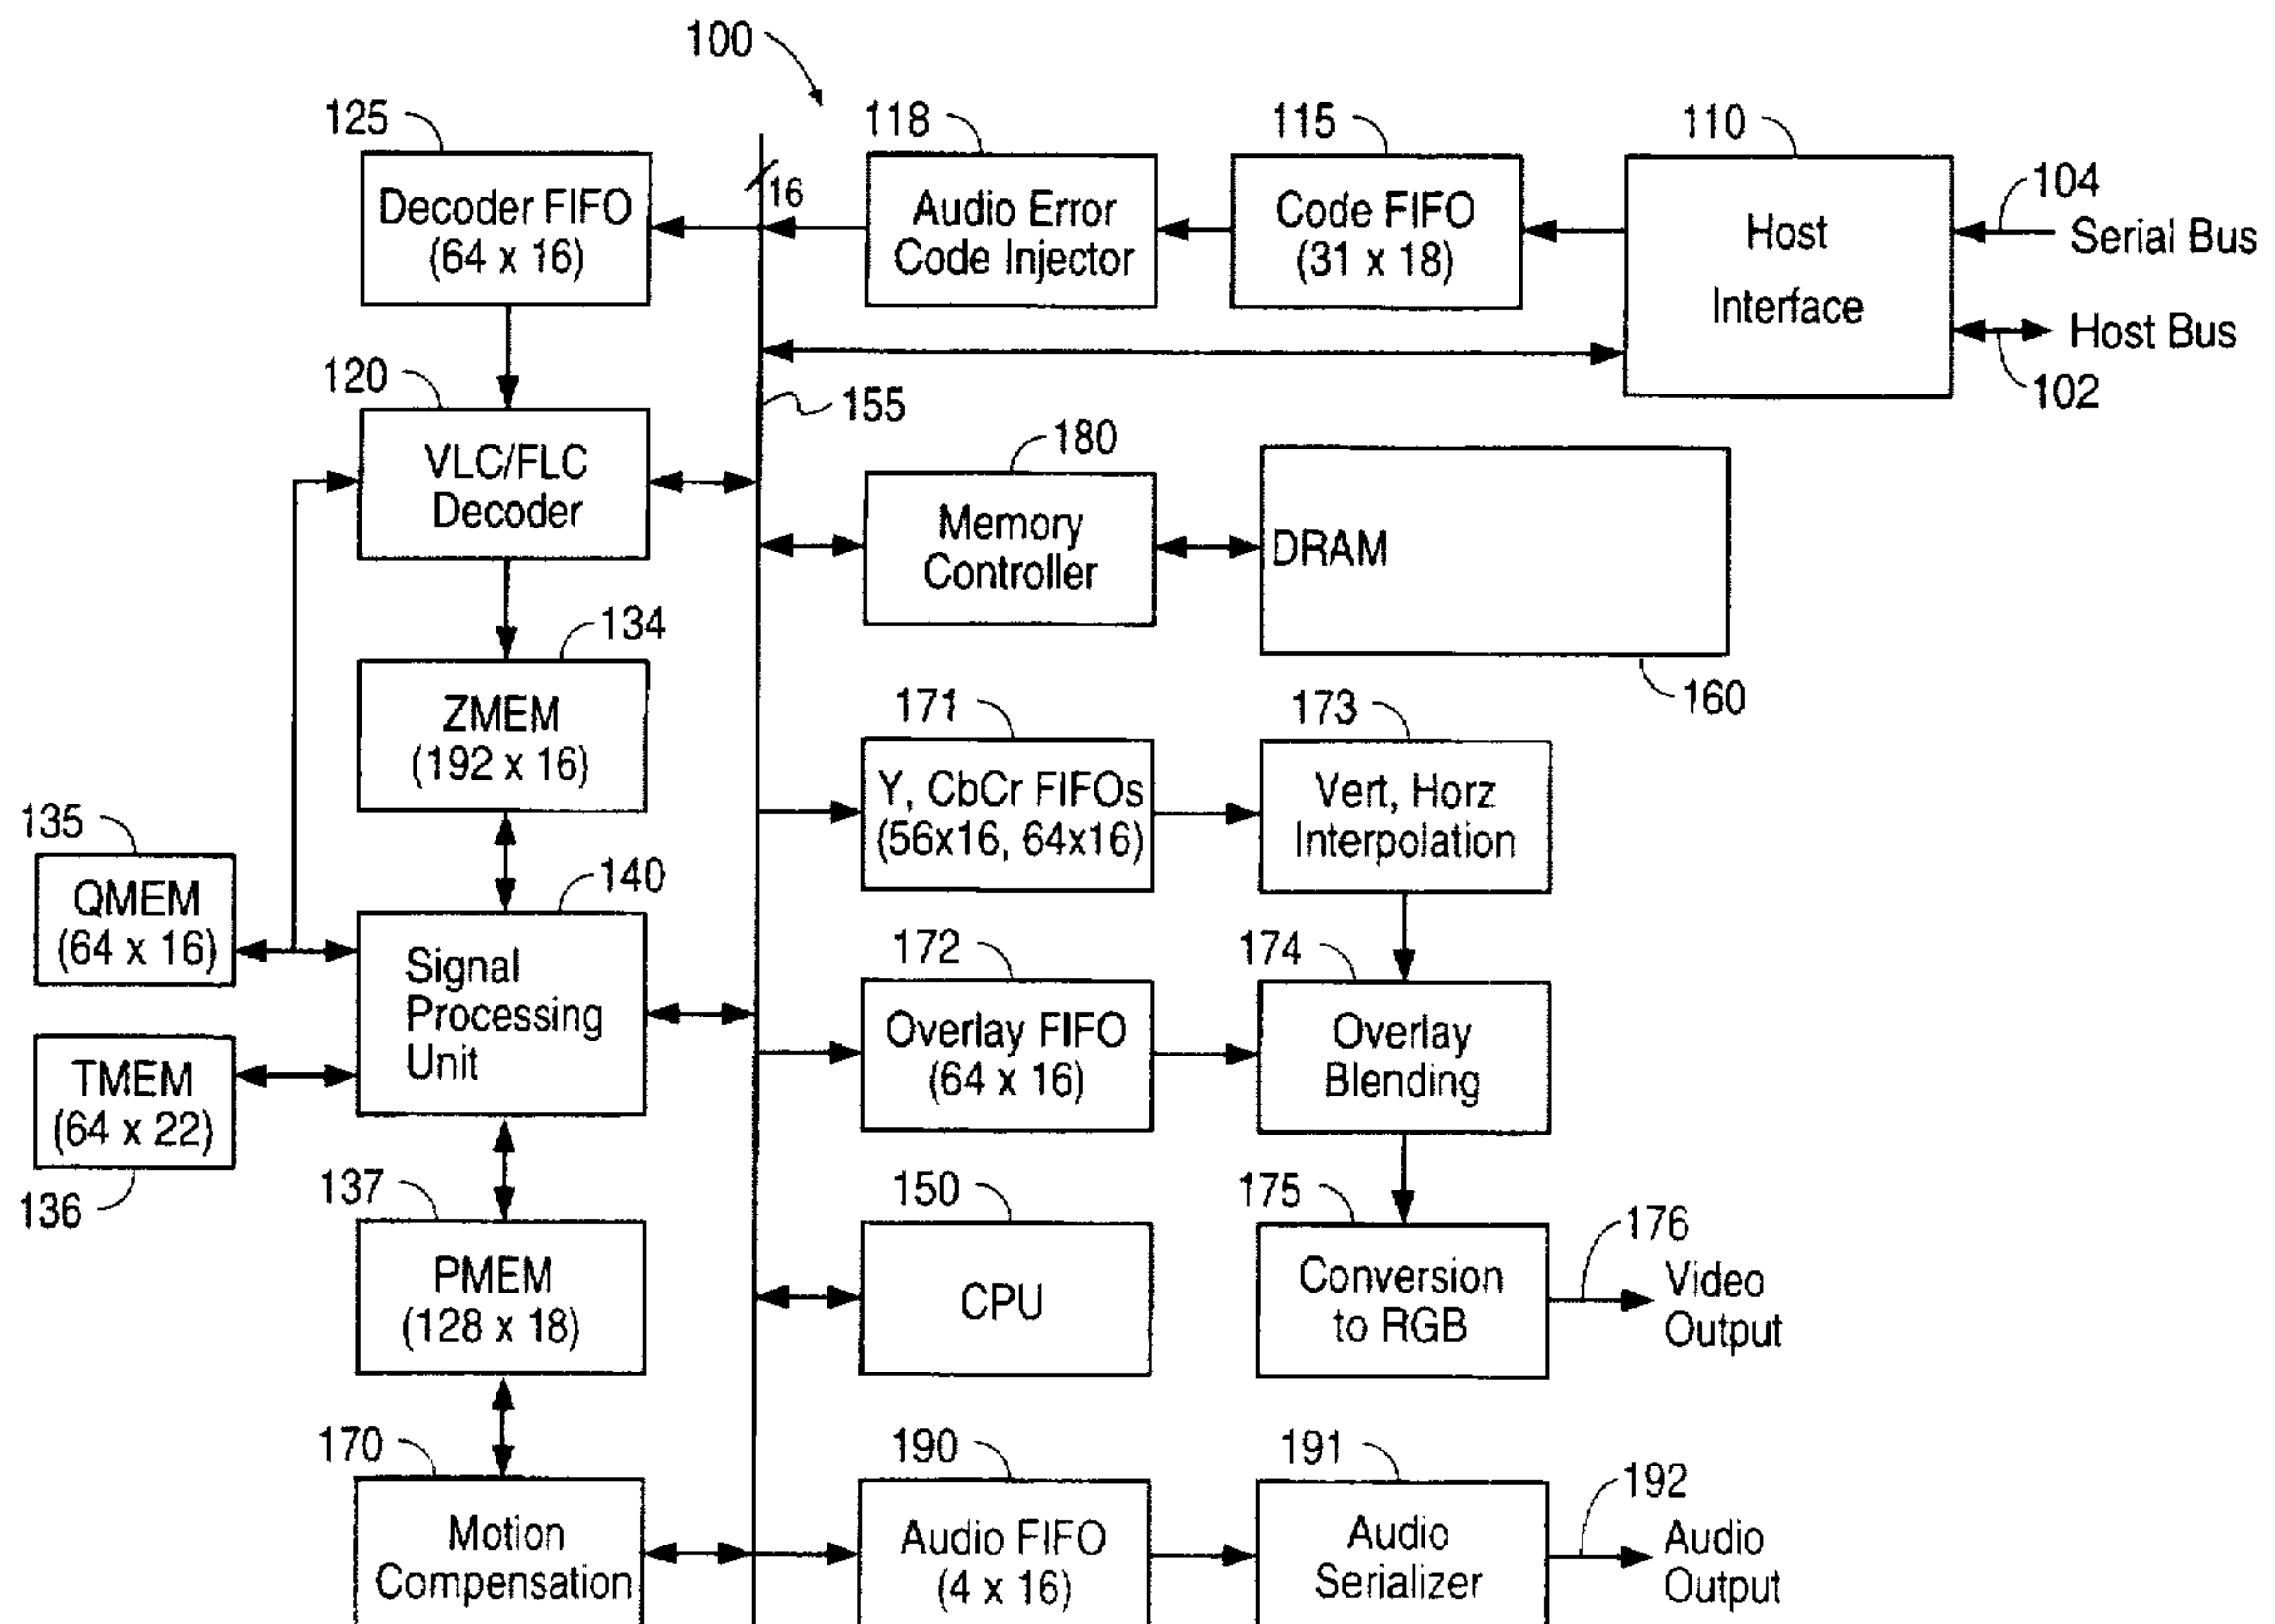 100
125
118
115
110
Decoder FIFO
(64 x 16)
16
Audio Error
Code Injector
Code FIFO
(31 x 18)
Host
Interface
104
Serial Bus
Host Bus
102
120
155
VLC/FLC
Decoder
180
Memory
Controller
DRAM
160
134
ZMEM
(192 x 16)
171
Y, CbCr FIFOs
(56x16, 64x16)
173
Vert, Horz
Interpolation
135
QMEM
(64 x 16)
140
Signal
Processing
Unit
172
Overlay FIFO
(64 x 16)
174
Overlay
Blending
TMEM
(64 x 22)
136
137
PMEM
(128 x 18)
150
CPU
175
Conversion
to RGB
176
Video
Output
170
Motion
Compensation
190
Audio FIFO
(4 x 16)
191
Audio
Serializer
192
Audio
Output